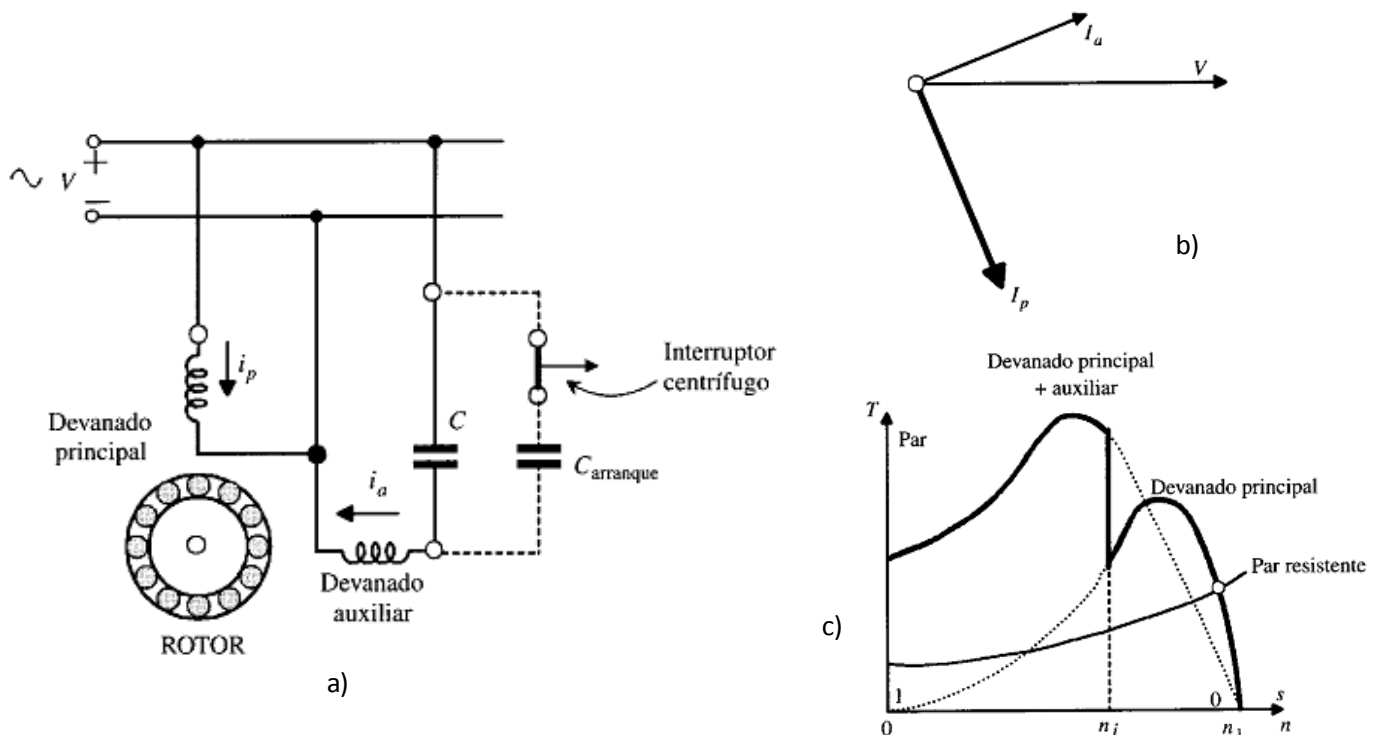 V
+
−
i_p
Devanado
principal
ROTOR
i_a
Devanado
auxiliar
C
C_arranque
Interruptor
centrífugo
a)
I_a
V
I_p
b)
Devanado principal
+ auxiliar
T
Par
Devanado principal
Par resistente
c)
1
0
s
0
n_j
n_1
n